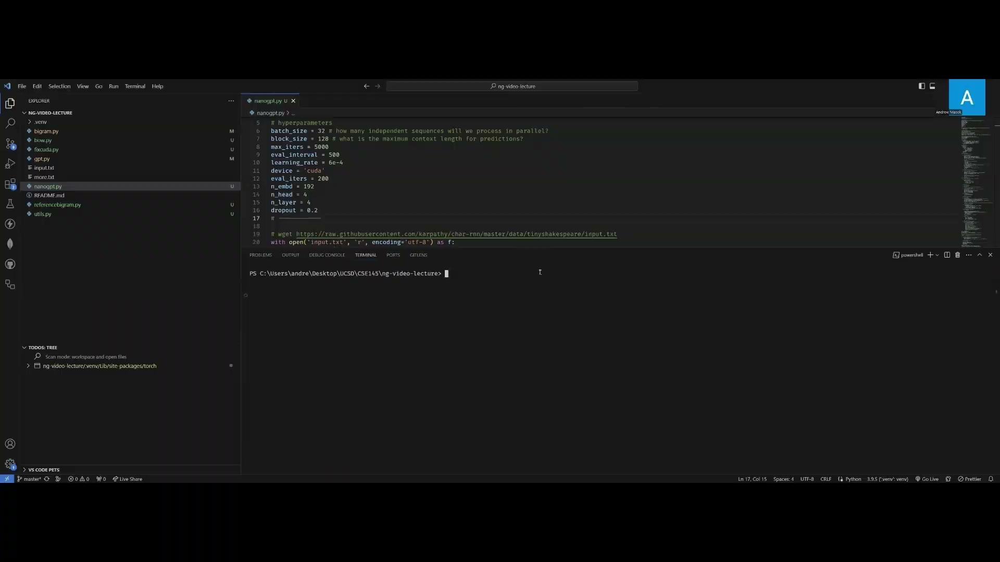 File Edit Selection View Go Run Terminal Help
ng-video-lecture
A
Andrew Masek
EXPLORER
NG-VIDEO-LECTURE
.venv
bigram.py M
bow.py U
fixcuda.py U
gpt.py M
input.txt
more.txt
nanogpt.py U
README.md
referencebigram.py U
utils.py U
TODOS: TREE
Scan mode: workspace and open files
ng-video-lecture/.venv/Lib/site-packages/torch
VS CODE PETS
nanogpt.py U
nanogpt.py > ...
5 # hyperparameters
6 batch_size = 32 # how many independent sequences will we process in parallel?
7 block_size = 128 # what is the maximum context length for predictions?
8 max_iters = 5000
9 eval_interval = 500
10 learning_rate = 6e-4
11 device = 'cuda'
12 eval_iters = 200
13 n_embd = 192
14 n_head = 4
15 n_layer = 4
16 dropout = 0.2
17 # ------------
18
19 # wget https://raw.githubusercontent.com/karpathy/char-rnn/master/data/tinyshakespeare/input.txt
20 with open('input.txt', 'r', encoding='utf-8') as f:
PROBLEMS OUTPUT DEBUG CONSOLE TERMINAL PORTS GITLENS
powershell
PS C:\Users\andre\Desktop\UCSD\CSE145\ng-video-lecture>
master* 0 0 0 Live Share
Ln 17, Col 15 Spaces: 4 UTF-8 CRLF Python 3.9.5 ('.venv': venv) Go Live Prettier